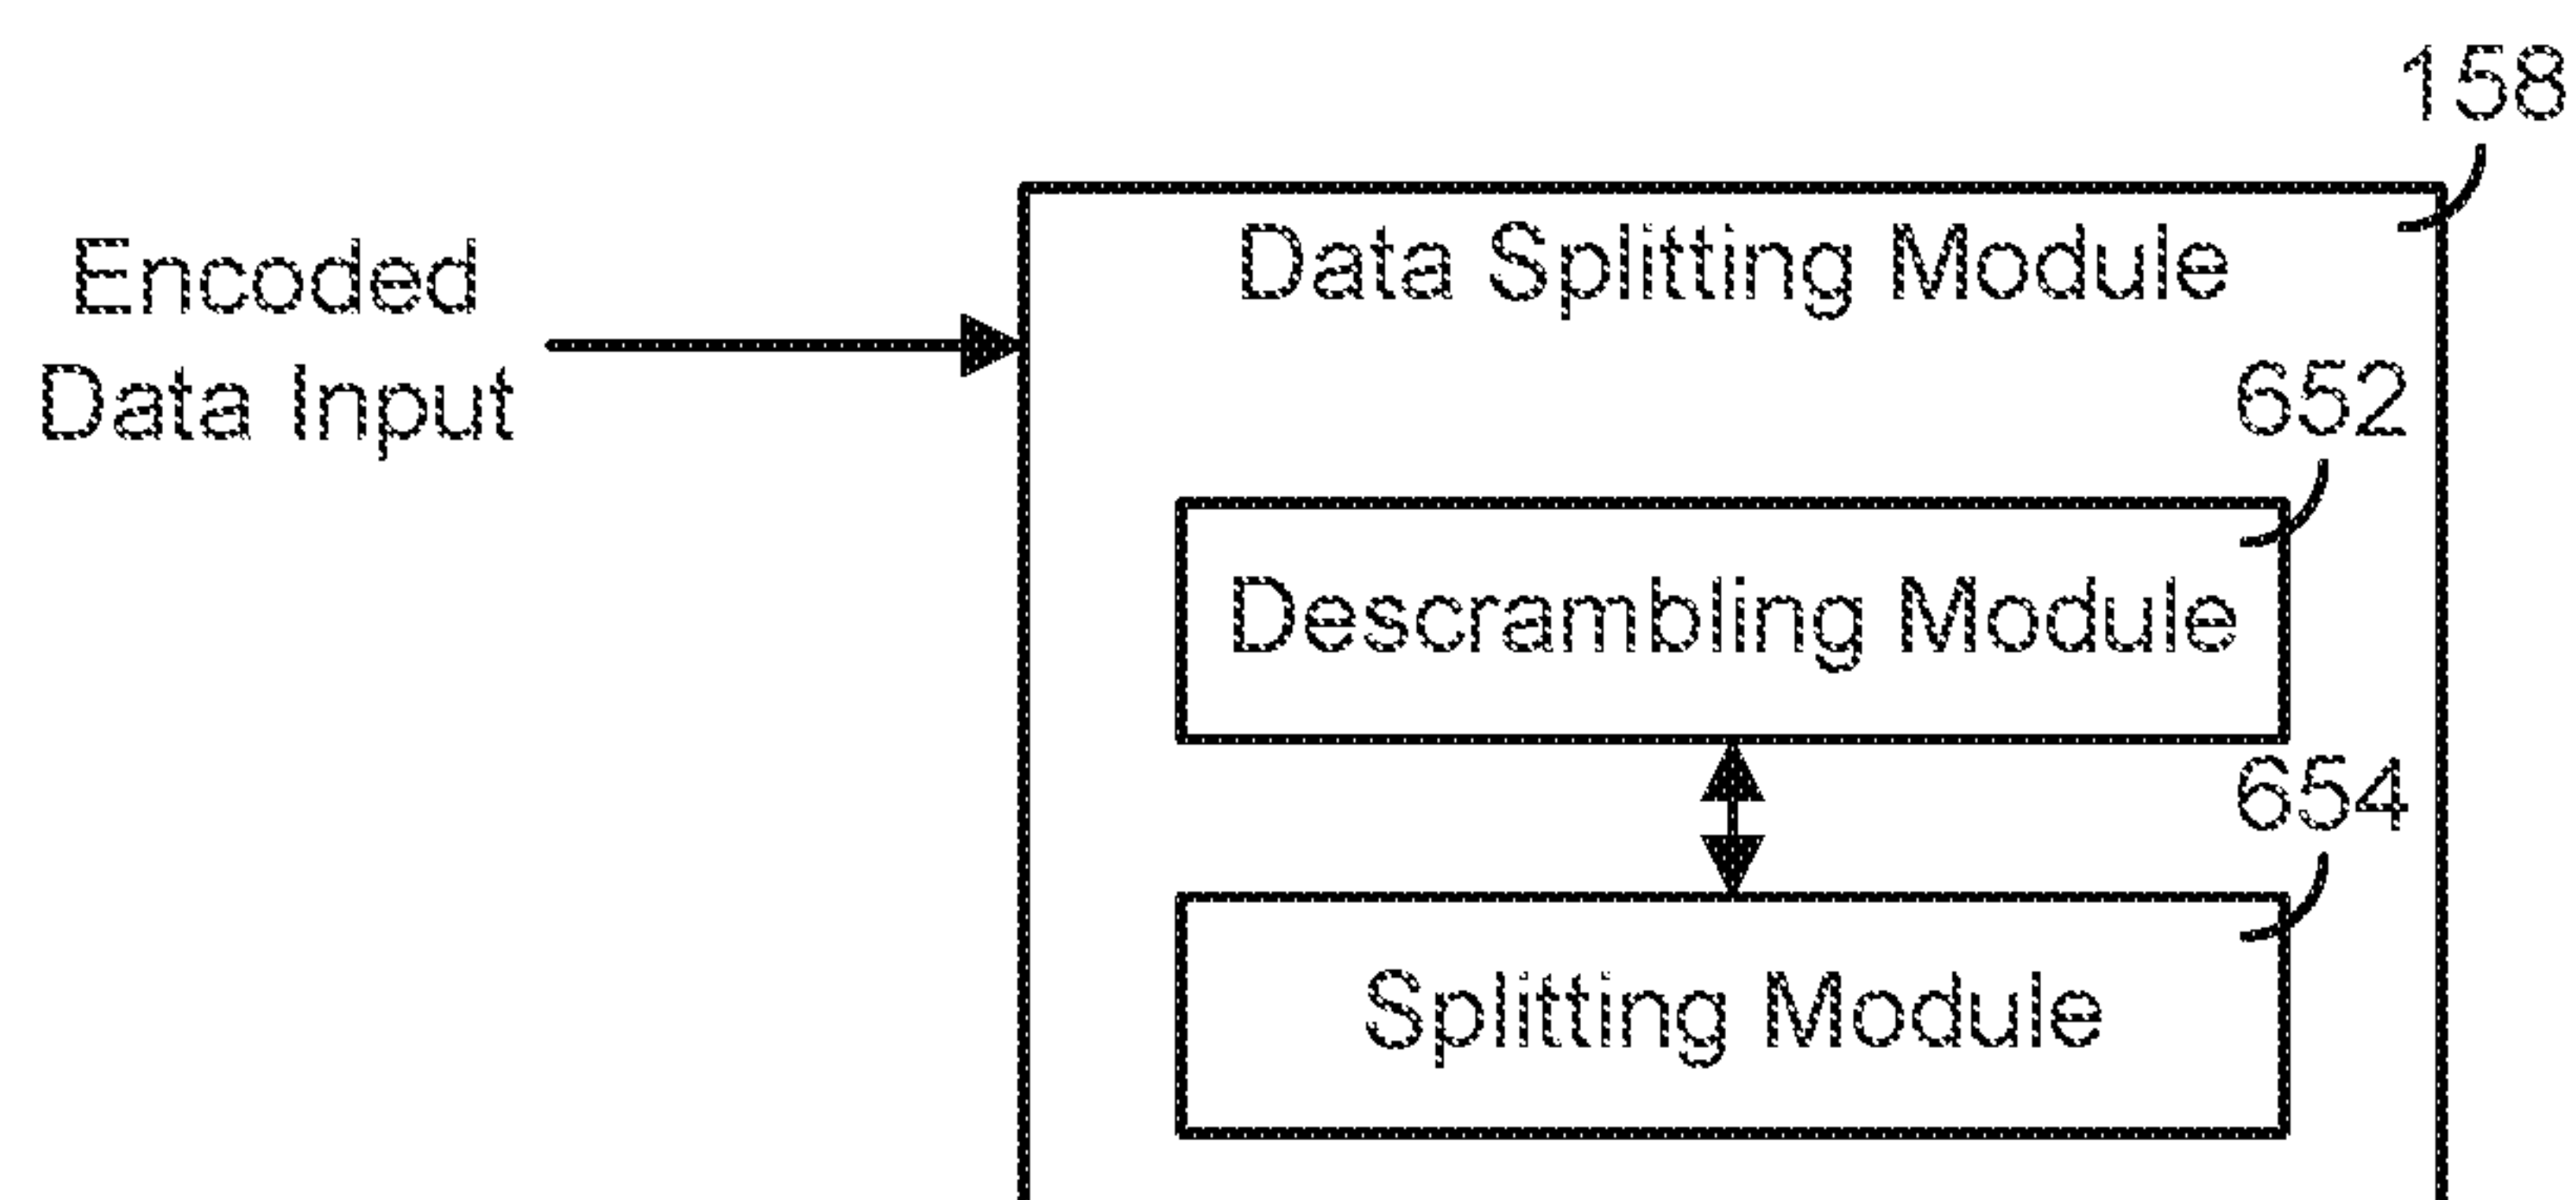 158
Encoded
Data Input
Data Splitting Module
652
Descrambling Module
654
Splitting Module